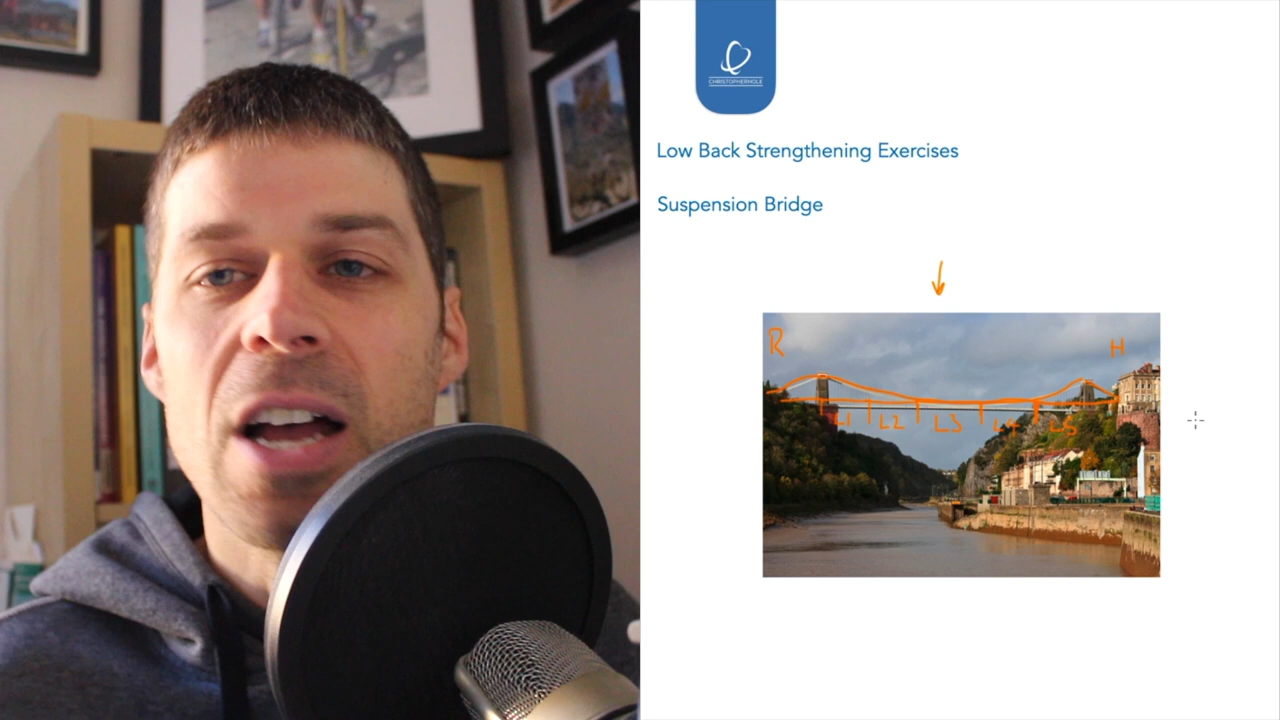 CHRISTOPHERHOLE
Low Back Strengthening Exercises
Suspension Bridge
R H
L1 L2 L3 L4 L5